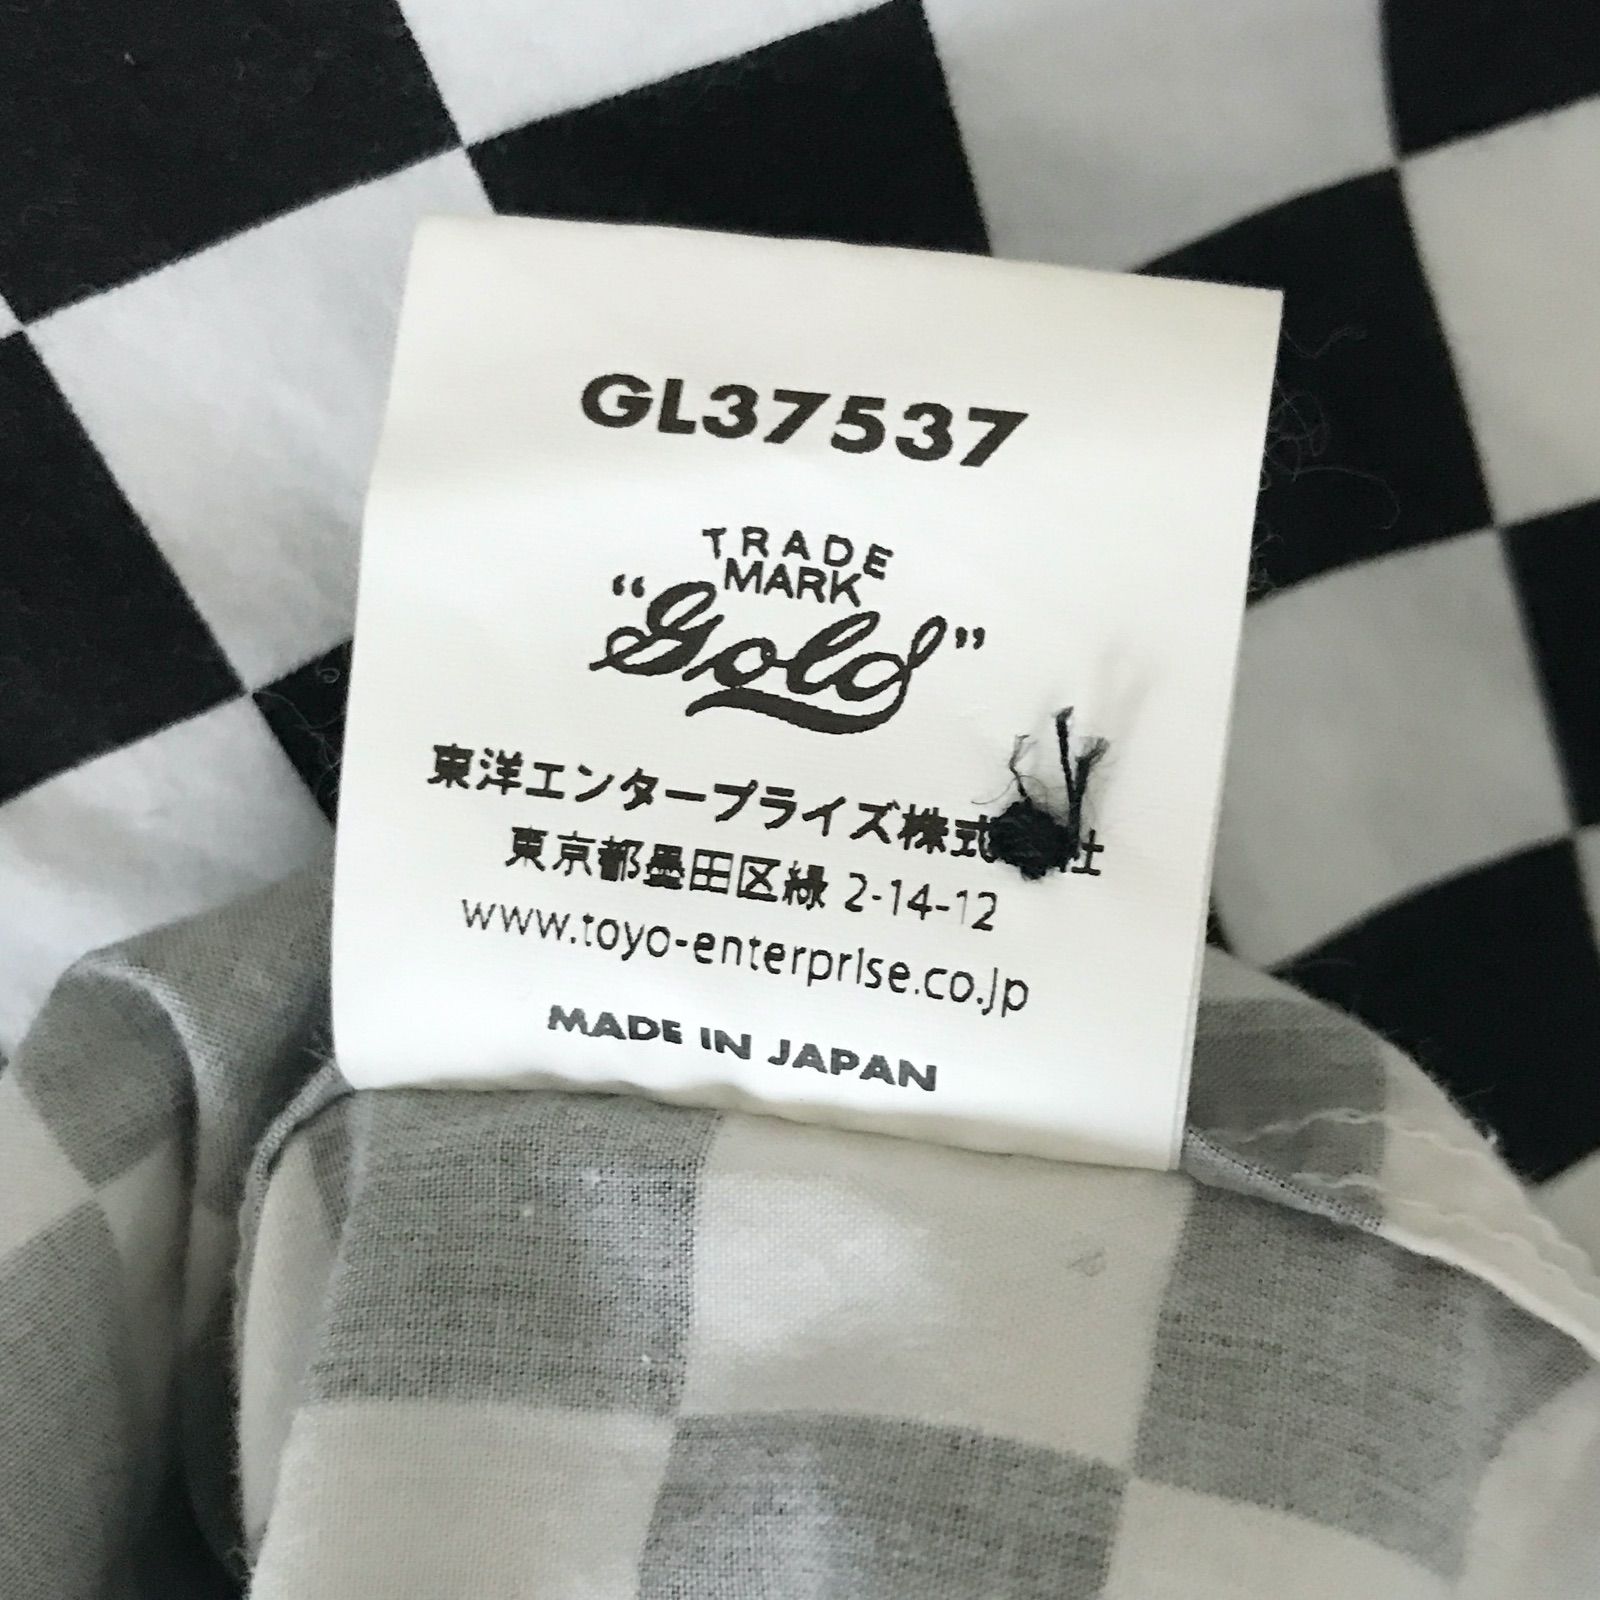 GL37537
TRADE
MARK
"Gold"
東洋エンタープライズ株式 社
東京都墨田区緑 2-14-12
www.toyo-enterprise.co.jp
MADE IN JAPAN